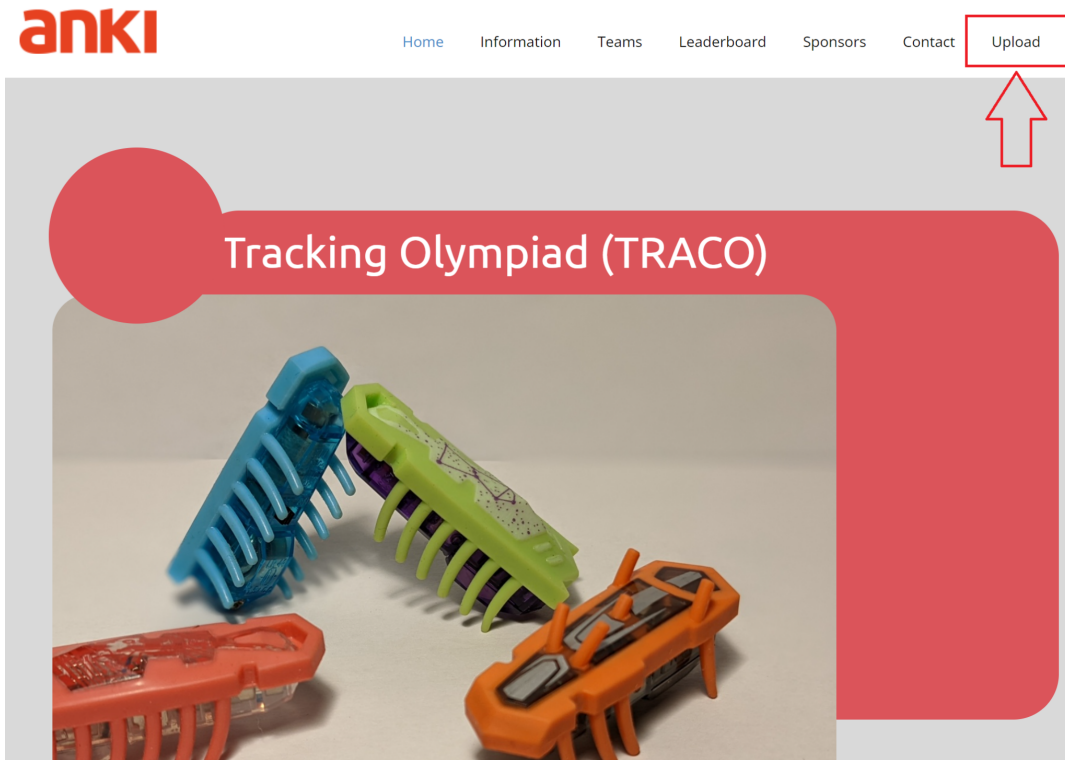 anki
Home Information Teams Leaderboard Sponsors Contact Upload
Tracking Olympiad (TRACO)